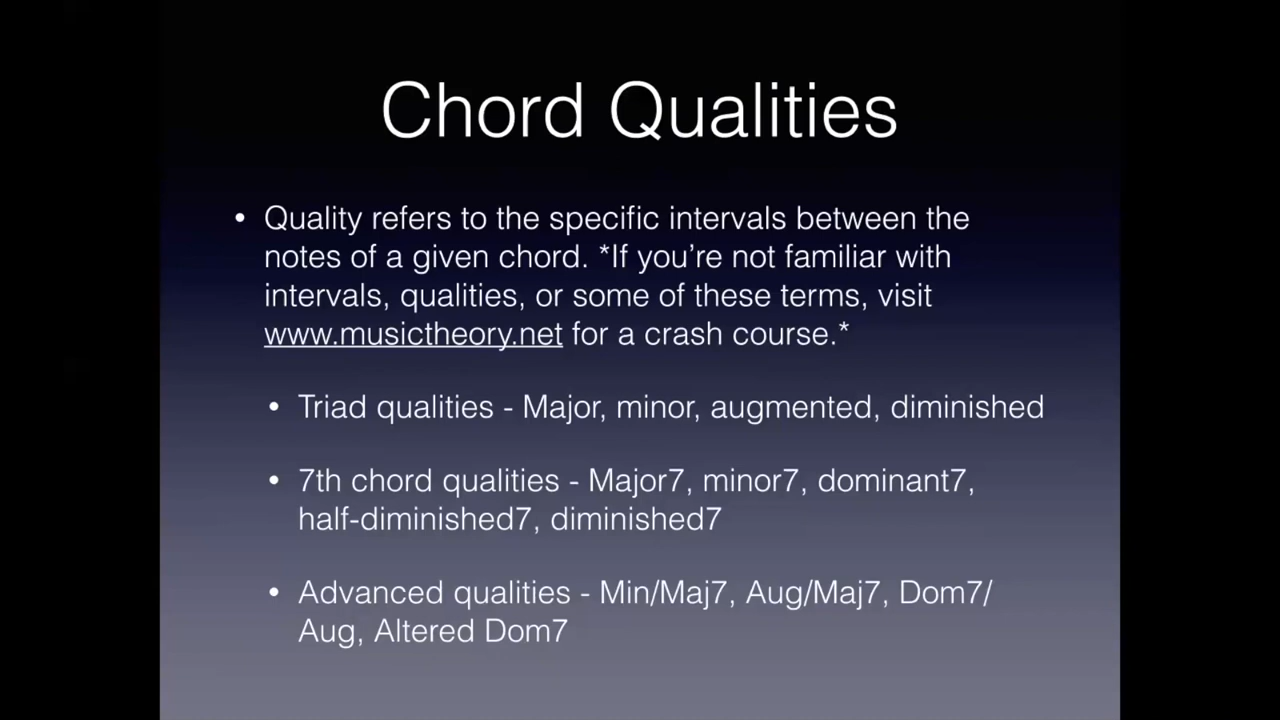 Chord Qualities
• Quality refers to the specific intervals between the
notes of a given chord. *If you’re not familiar with
intervals, qualities, or some of these terms, visit
www.musictheory.net for a crash course.*
• Triad qualities - Major, minor, augmented, diminished
• 7th chord qualities - Major7, minor7, dominant7,
half-diminished7, diminished7
• Advanced qualities - Min/Maj7, Aug/Maj7, Dom7/
Aug, Altered Dom7